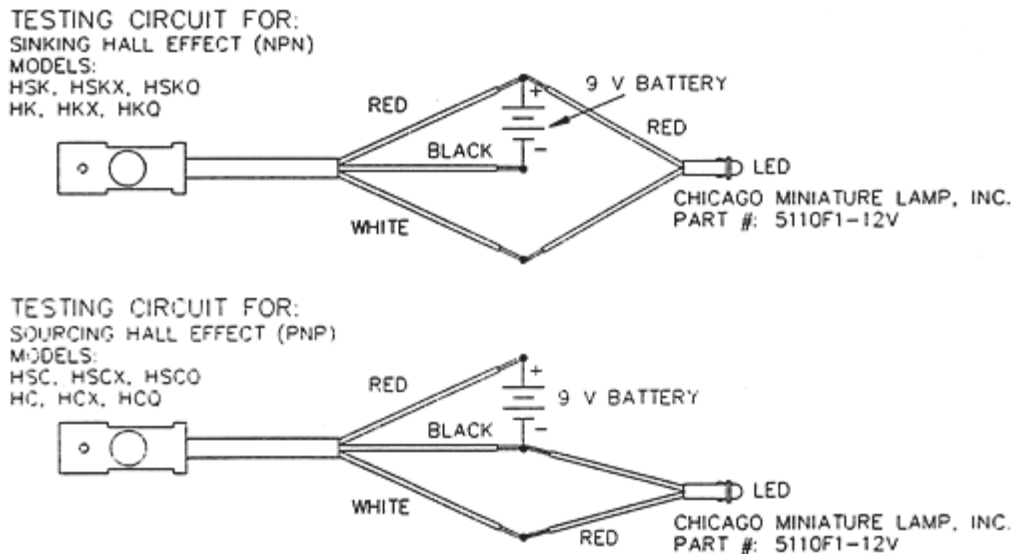 TESTING CIRCUIT FOR:
SINKING HALL EFFECT (NPN)
MODELS:
HSK, HSKX, HSKQ
HK, HKX, HKQ
RED
+
9 V BATTERY
RED
BLACK
-
LED
WHITE
CHICAGO MINIATURE LAMP, INC.
PART #: 5110F1-12V
TESTING CIRCUIT FOR:
SOURCING HALL EFFECT (PNP)
MODELS:
HSC, HSCX, HSCQ
HC, HCX, HCQ
RED
+
9 V BATTERY
BLACK
-
LED
WHITE
RED
CHICAGO MINIATURE LAMP, INC.
PART #: 5110F1-12V